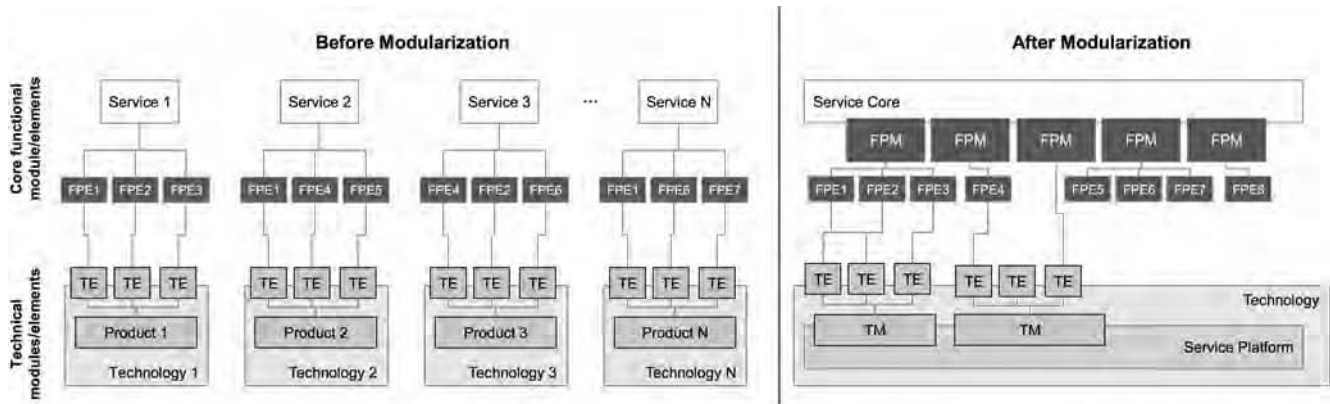 Before Modularization
After Modularization
Core functional
module/elements
Service 1
Service 2
Service 3
...
Service N
Service Core
FPM FPM FPM FPM FPM
FPE1 FPE2 FPE3
FPE1 FPE4 FPE5
FPE4 FPE2 FPE6
FPE1 FPE6 FPE7
FPE1 FPE2 FPE3 FPE4
FPE5 FPE6 FPE7 FPE8
Technical
modules/elements
TE TE TE
TE TE TE
TE TE TE
TE TE TE
TE TE TE
TE TE TE
Product 1
Product 2
Product 3
Product N
Technology 1
Technology 2
Technology 3
Technology N
Technology
TM
TM
Service Platform